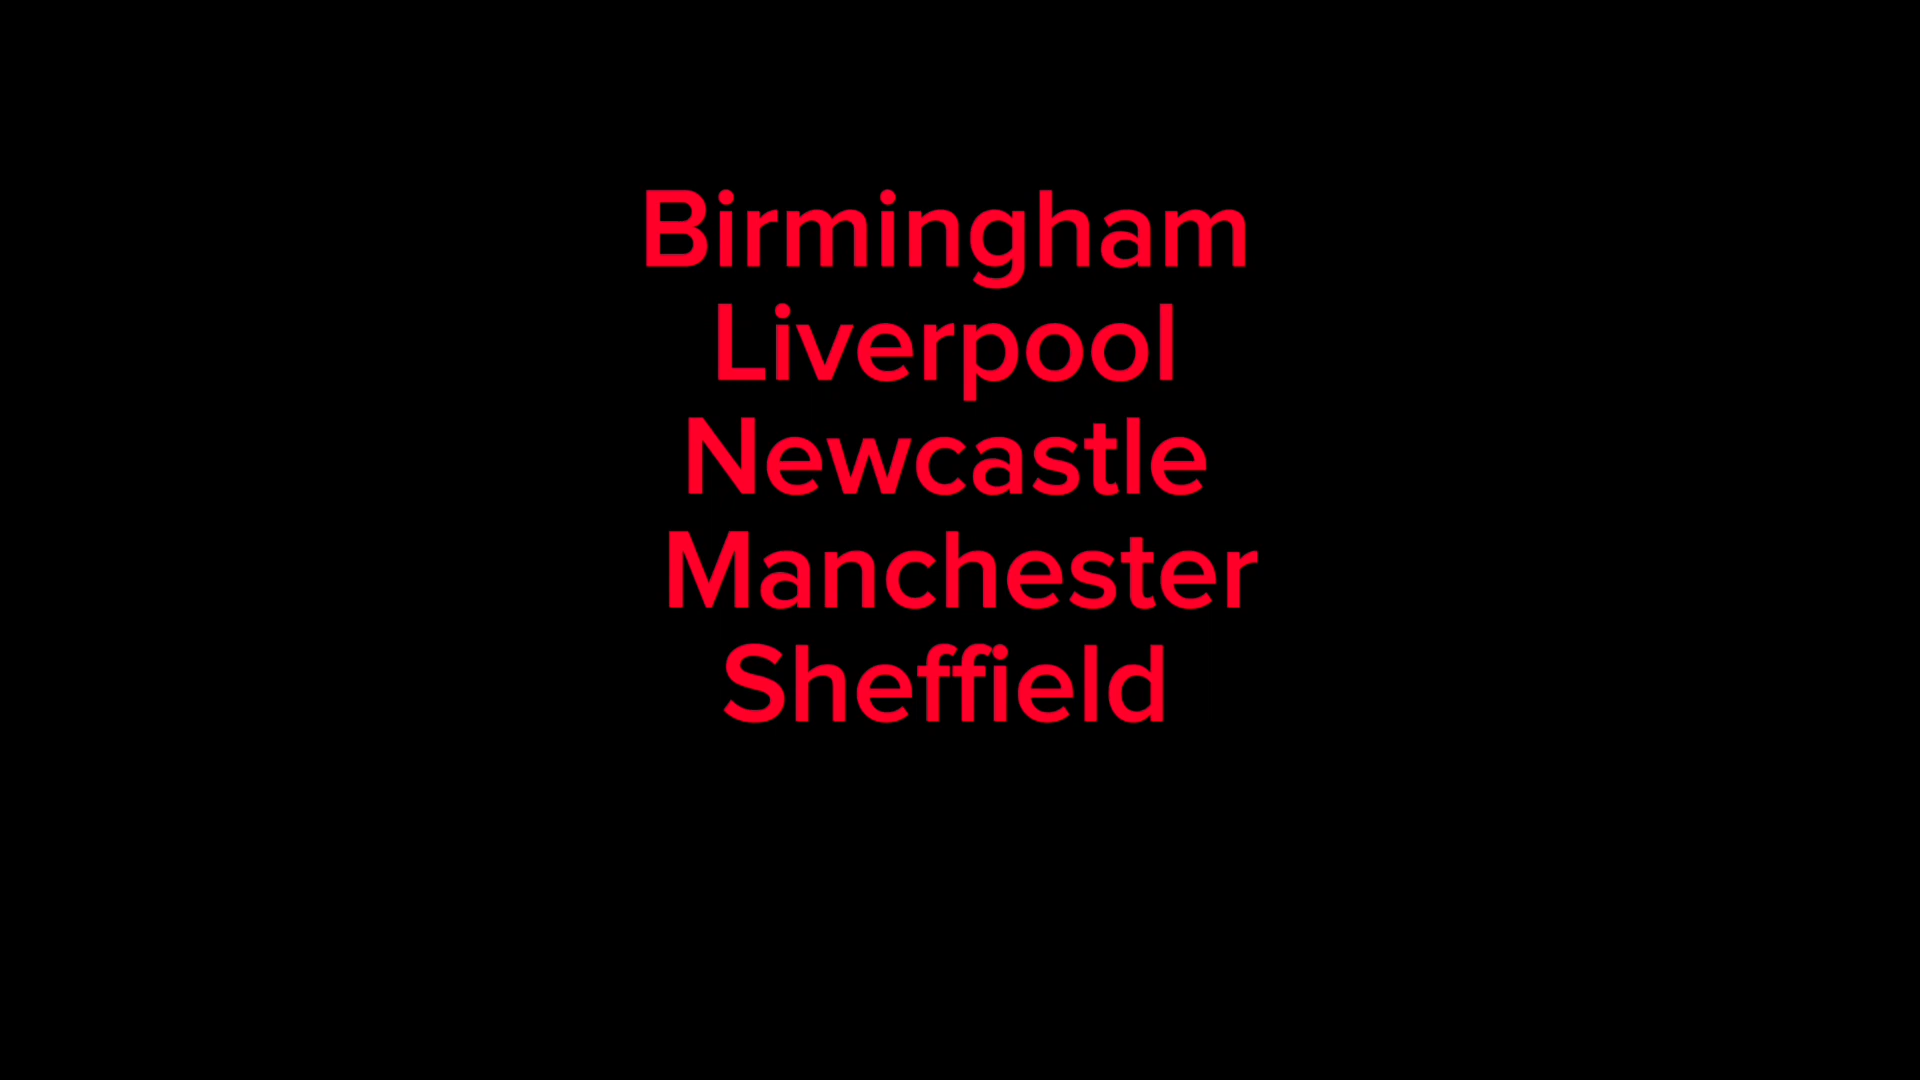 Birmingham
Liverpool
Newcastle
Manchester
Sheffield